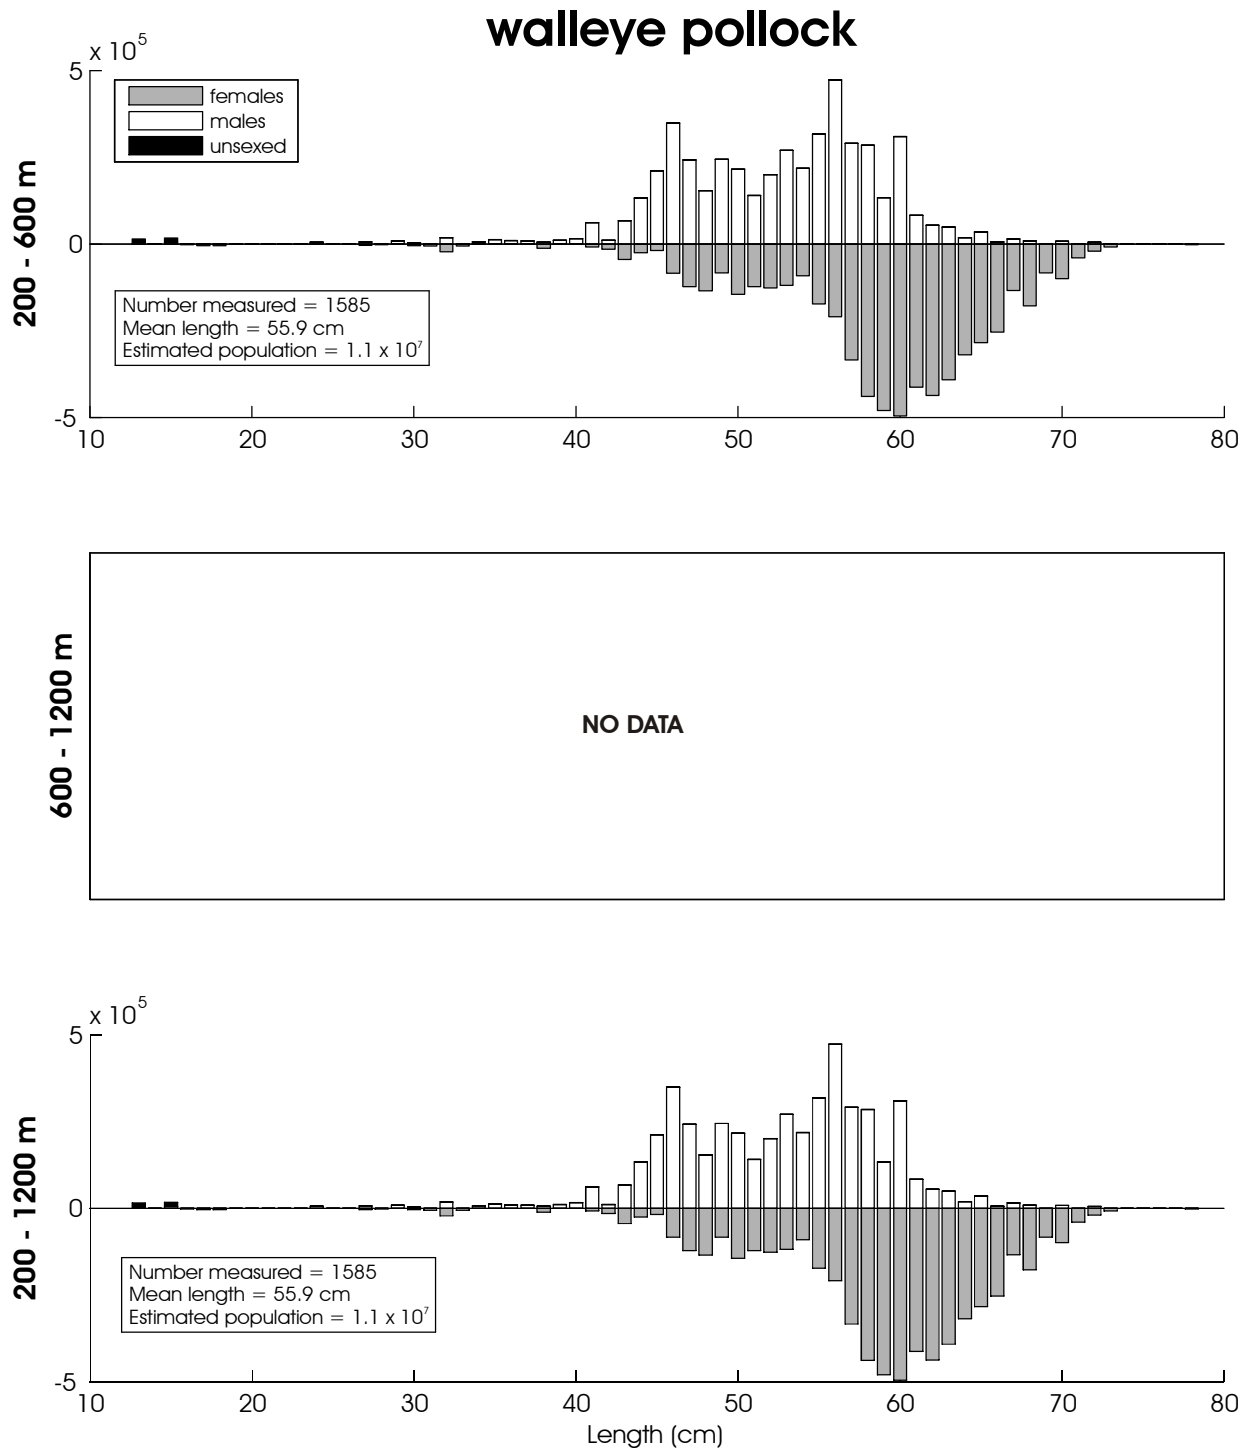 walleye pollock
x 10^5
5
0
-5
females
males
unsexed
200 - 600 m
Number measured = 1585
Mean length = 55.9 cm
Estimated population = 1.1 x 10^7
10 20 30 40 50 60 70 80
600 - 1200 m
NO DATA
x 10^5
5
0
-5
200 - 1200 m
Number measured = 1585
Mean length = 55.9 cm
Estimated population = 1.1 x 10^7
10 20 30 40 50 60 70 80
Length (cm)